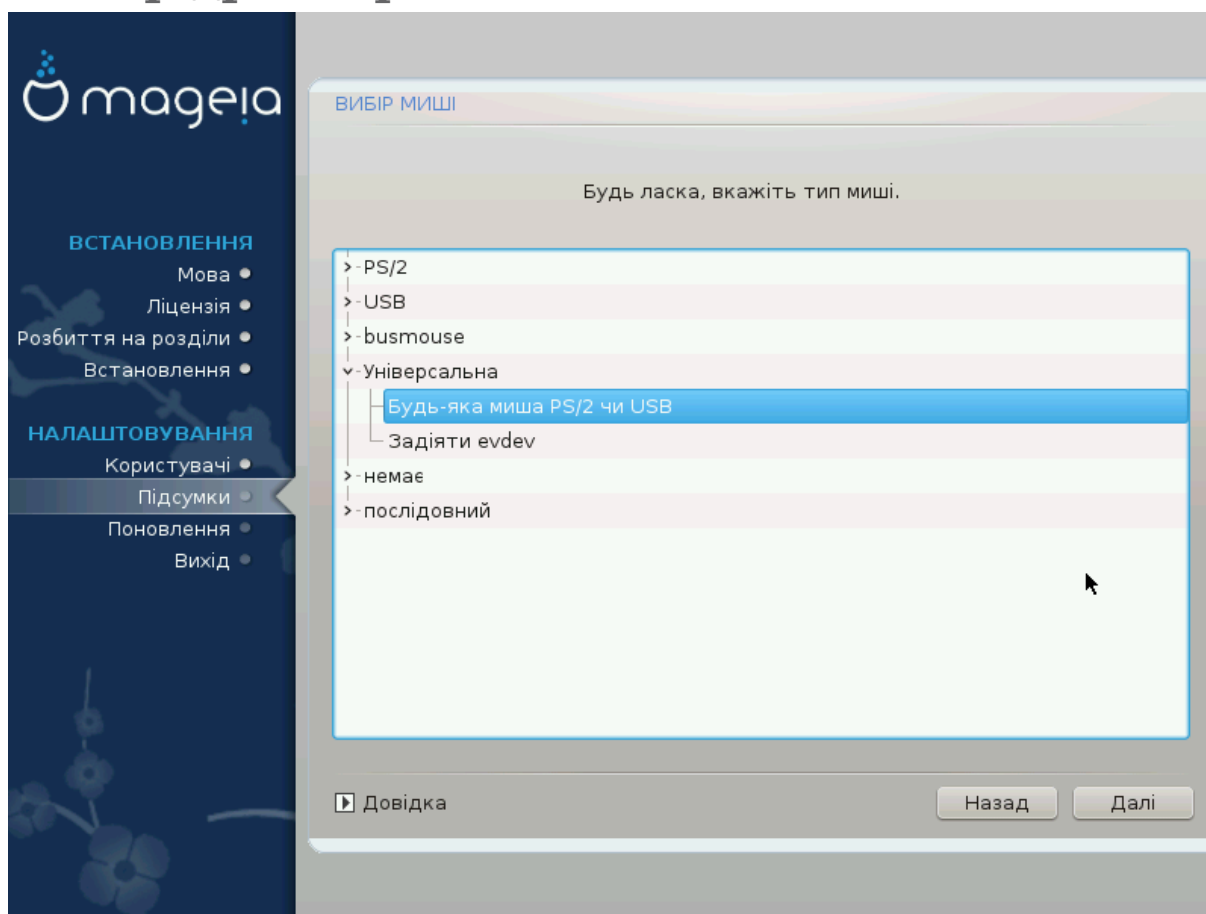 mageia
ВИБІР МИШІ
Будь ласка, вкажіть тип миші.
ВСТАНОВЛЕННЯ
Мова
Ліцензія
Розбиття на розділи
Встановлення
НАЛАШТОВУВАННЯ
Користувачі
Підсумки
Поновлення
Вихід
PS/2
USB
busmouse
Універсальна
Будь-яка миша PS/2 чи USB
Задіяти evdev
немає
послідовний
Довідка
Назад
Далі